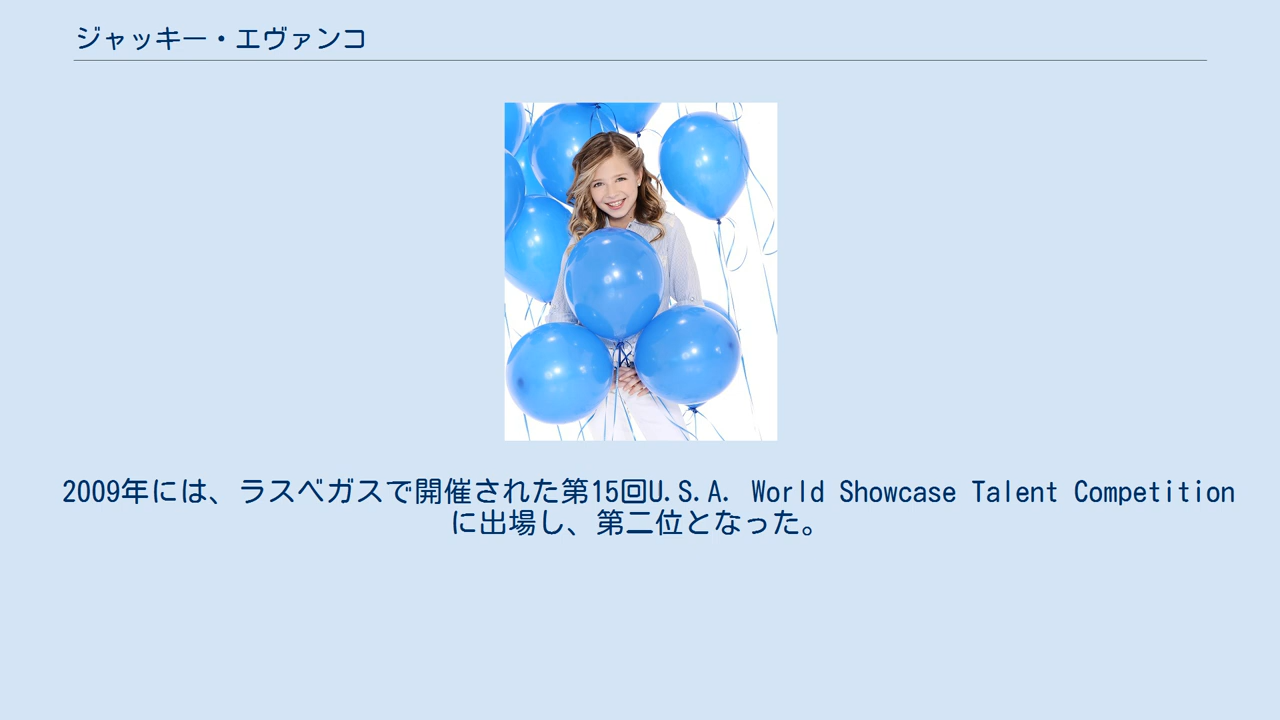 ジャッキー・エヴァンコ
2009年には、ラスベガスで開催された第15回U.S.A. World Showcase Talent Competition
に出場し、第二位となった。